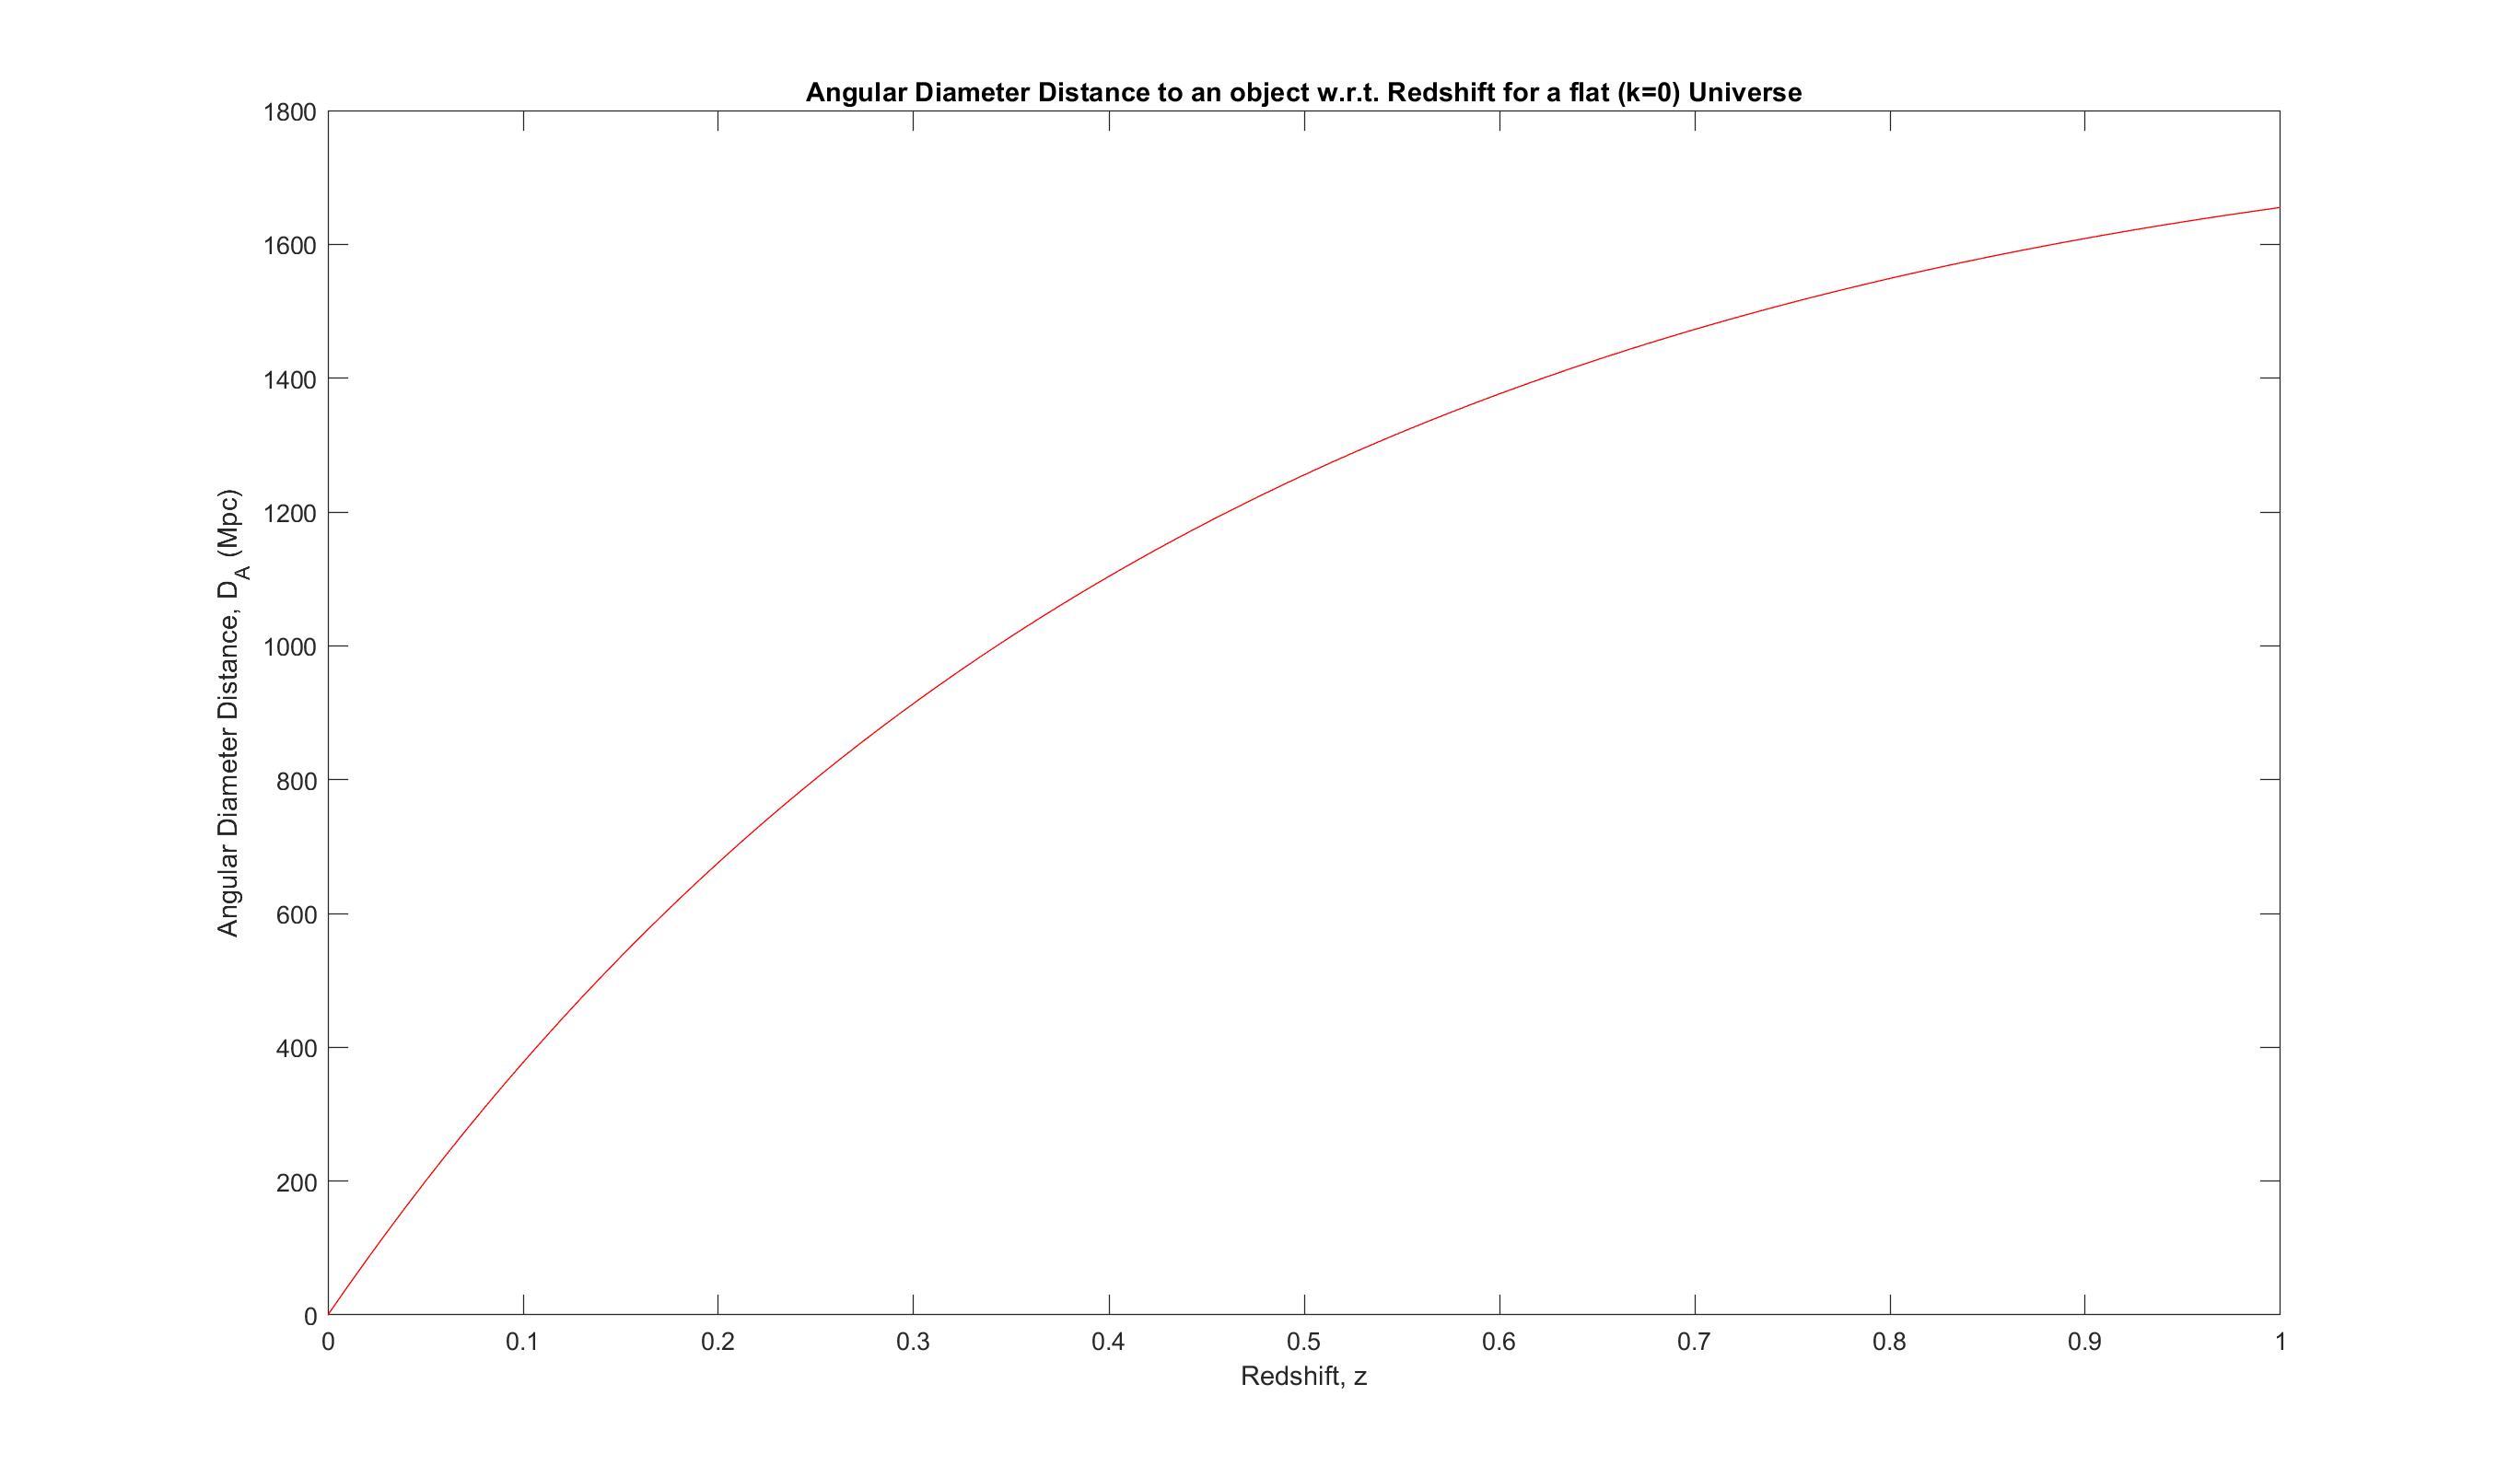 Angular Diameter Distance to an object w.r.t. Redshift for a flat (k=0) Universe
1800
1600
1400
1200
1000
800
600
400
200
0
Angular Diameter Distance, D_A (Mpc)
0 0.1 0.2 0.3 0.4 0.5 0.6 0.7 0.8 0.9 1
Redshift, z